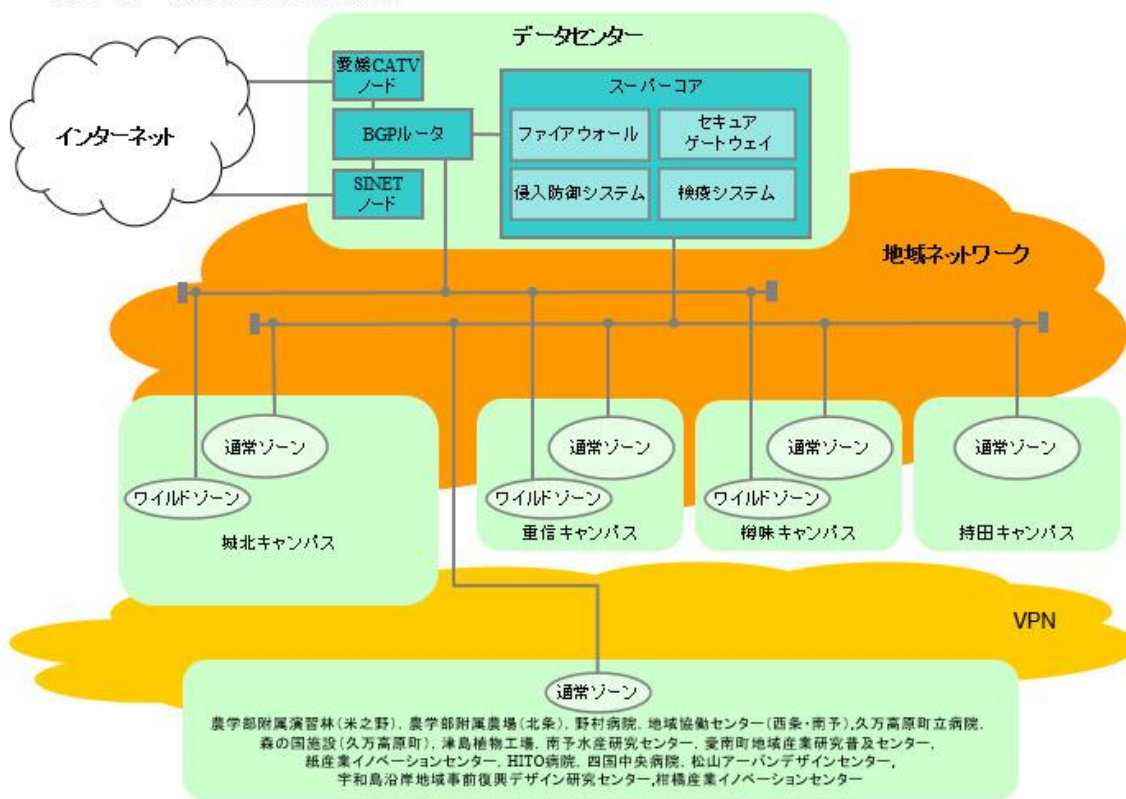 データセンター
愛媛CATV
ノード
BGPルータ
SINET
ノード
インターネット
スーパーコア
ファイアウォール
セキュア
ゲートウェイ
侵入防御システム
検疫システム
地域ネットワーク
通常ゾーン
ワイルドゾーン
城北キャンパス
通常ゾーン
ワイルドゾーン
重信キャンパス
通常ゾーン
ワイルドゾーン
樽味キャンパス
通常ゾーン
持田キャンパス
VPN
通常ゾーン
農学部附属演習林(米之野)、農学部附属農場(北条)、野村病院、地域協働センター(西条・南予),久万高原町立病院、
森の国施設(久万高原町)、津島植物工場、南予水産研究センター、愛南町地域産業研究普及センター,
紙産業イノベーションセンター、HITO病院、四国中央病院、松山アーバンデザインセンター,
宇和島沿岸地域事前復興デザイン研究センター,柑橘産業イノベーションセンター